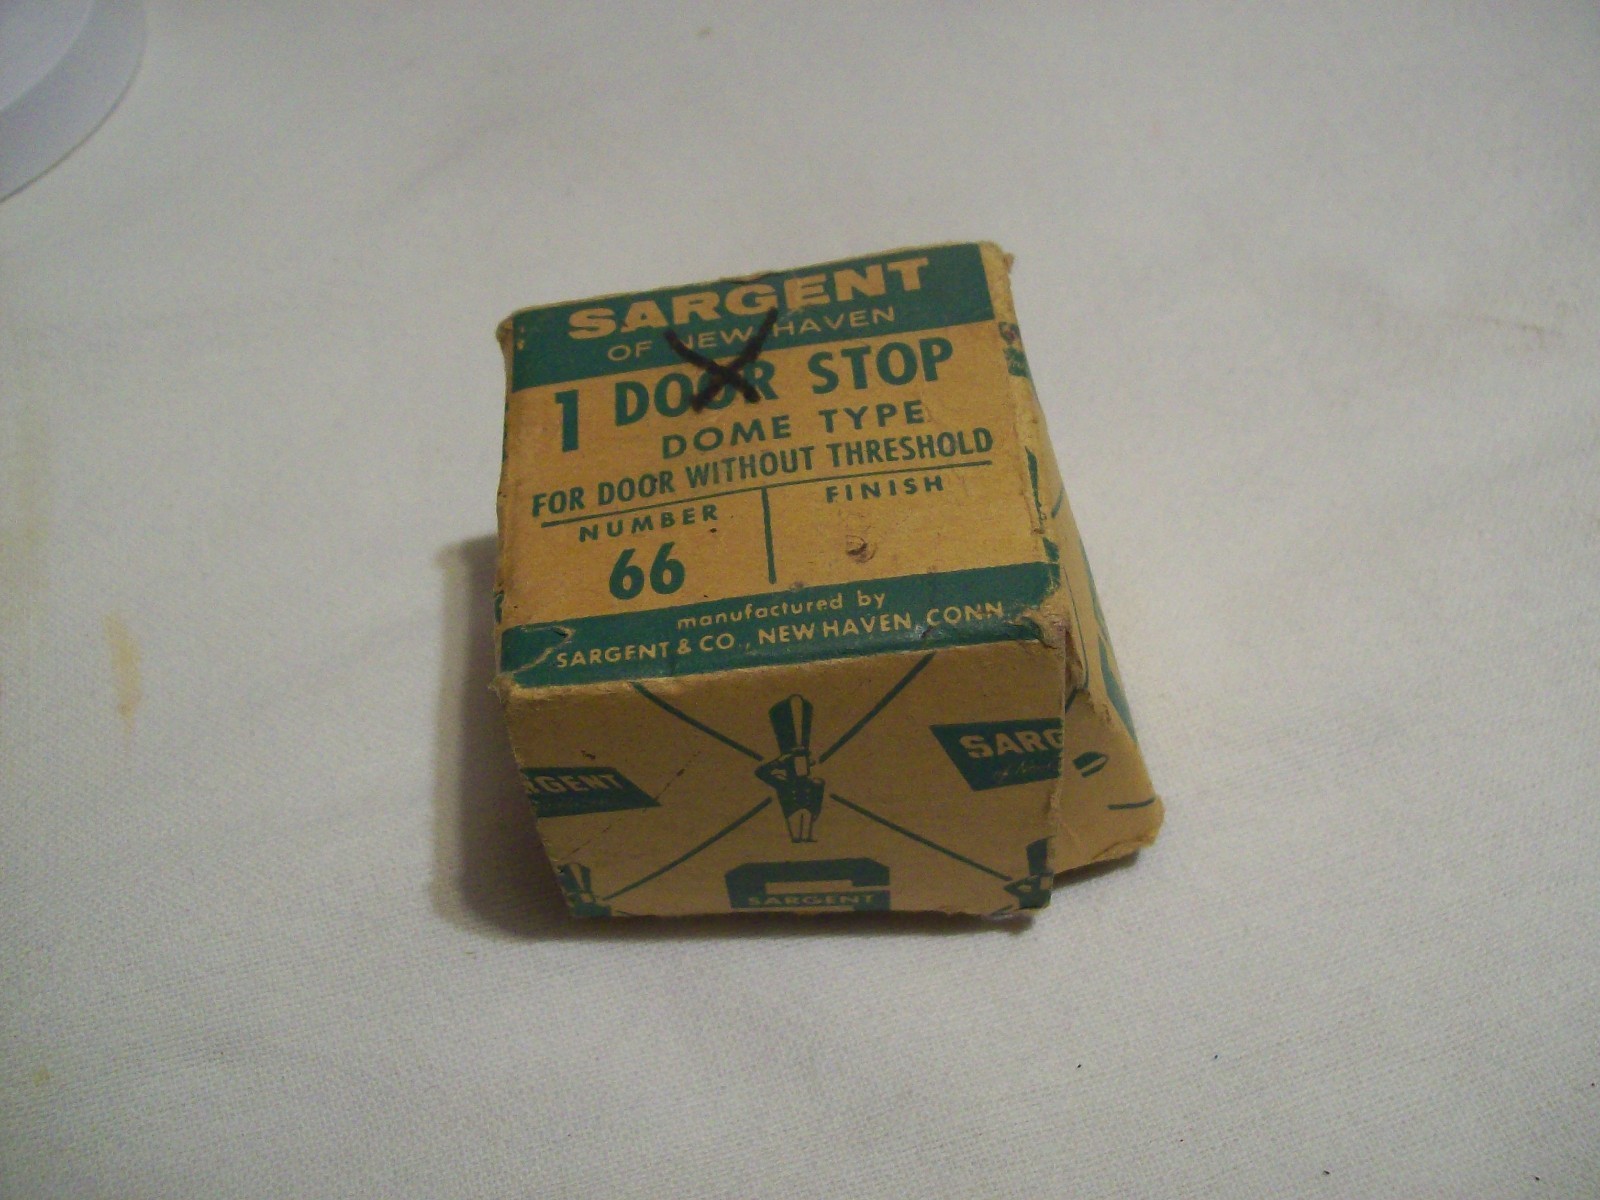 SARGENT
OF NEW HAVEN
1 DOOR STOP
DOME TYPE
FOR DOOR WITHOUT THRESHOLD
NUMBER
FINISH
66
manufactured by
SARGENT & CO., NEW HAVEN, CONN.
RGENT
SARG
SARGENT